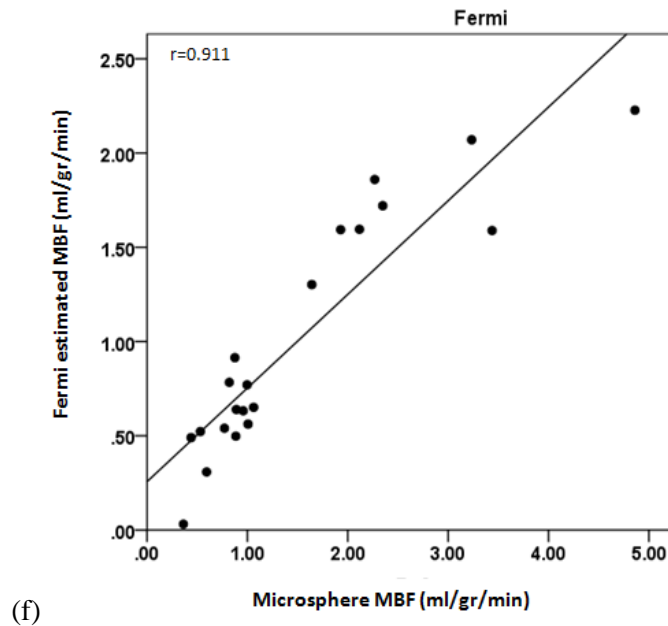 Fermi
r=0.911
Fermi estimated MBF (ml/gr/min)
2.50
2.00
1.50
1.00
.50
.00
.00 1.00 2.00 3.00 4.00 5.00
Microsphere MBF (ml/gr/min)
(f)